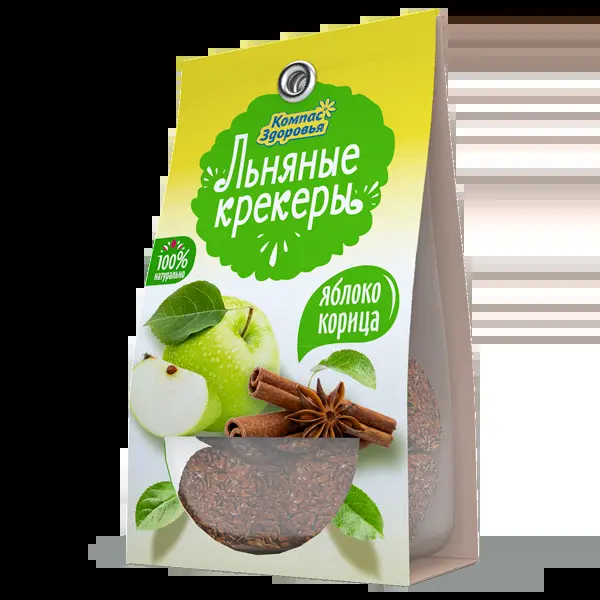 Компас
Здоровья
Льняные
крекеры
100%
натурально
яблоко
корица